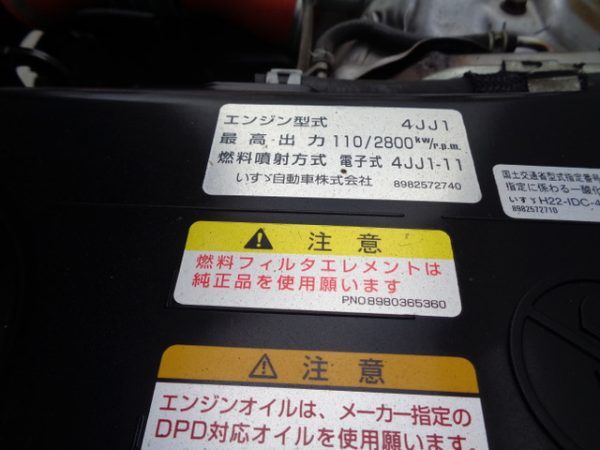 エンジン型式 4JJ1
最高出力 110/2800kw/r.p.m.
燃料噴射方式 電子式 4JJ1-11
いすゞ自動車株式会社 8982572740
国土交通省型式指定番号
指定に係わる一酸化
いすゞH22-IDC-4
8982572710
⚠ 注意
燃料フィルタエレメントは
純正品を使用願います
PNO8980365360
⚠ 注意
エンジンオイルは、メーカー指定の
DPD対応オイルを使用願います。